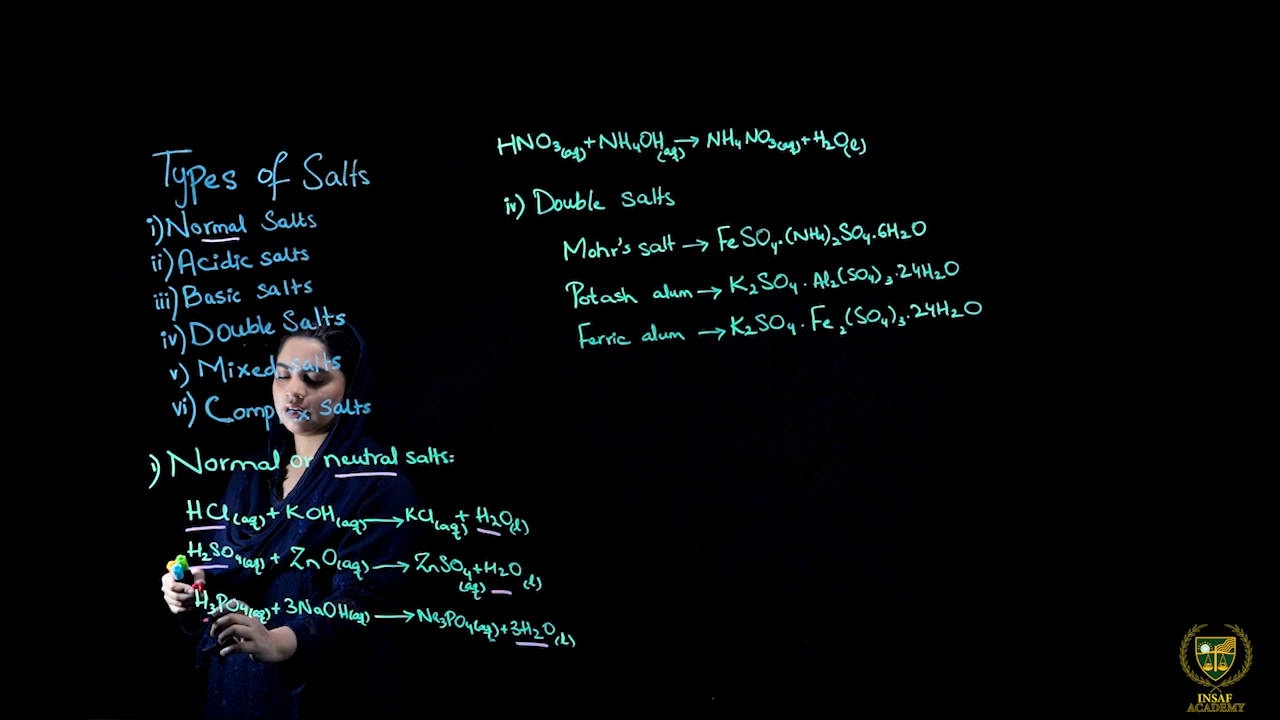 Types of Salts
i) Normal Salts
ii) Acidic salts
iii) Basic salts
iv) Double Salts
v) Mixed salts
vi) Complex Salts
i) Normal or neutral salts:
HCl(aq) + KOH(aq) → KCl(aq) + H₂O(l)
H₂SO₄(aq) + ZnO(aq) → ZnSO₄(aq) + H₂O(l)
H₃PO₄(aq) + 3NaOH(aq) → Na₃PO₄(aq) + 3H₂O(l)
HNO₃(aq) + NH₄OH(aq) → NH₄NO₃(aq) + H₂O(l)
iv) Double salts
Mohr's salt → FeSO₄.(NH₄)₂SO₄.6H₂O
Potash alum → K₂SO₄.Al₂(SO₄)₃.24H₂O
Ferric alum → K₂SO₄.Fe₂(SO₄)₃.24H₂O
INSAF
ACADEMY